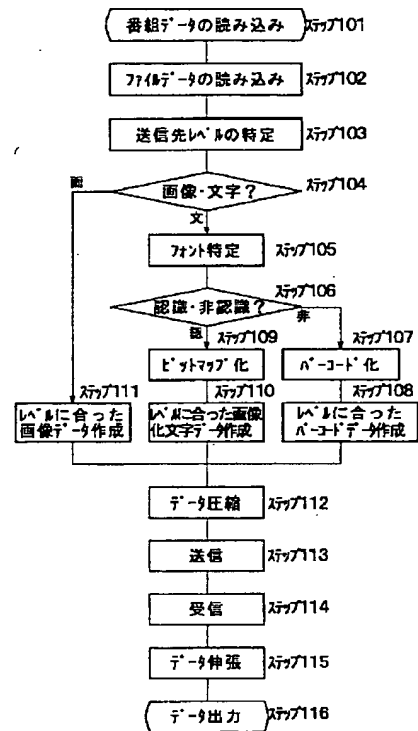 番組データの読み込み ステップ101
ファイルデータの読み込み ステップ102
送信先レベルの特定 ステップ103
画像・文字? ステップ104
画
文
フォント特定 ステップ105
認識・非認識? ステップ106
認
非
ステップ109
ビットマップ化
ステップ107
バーコード化
ステップ111
レベルに合った
画像データ作成
ステップ110
レベルに合った画像
化文字データ作成
ステップ108
レベルに合った
バーコードデータ作成
データ圧縮 ステップ112
送信 ステップ113
受信 ステップ114
データ伸張 ステップ115
データ出力 ステップ116